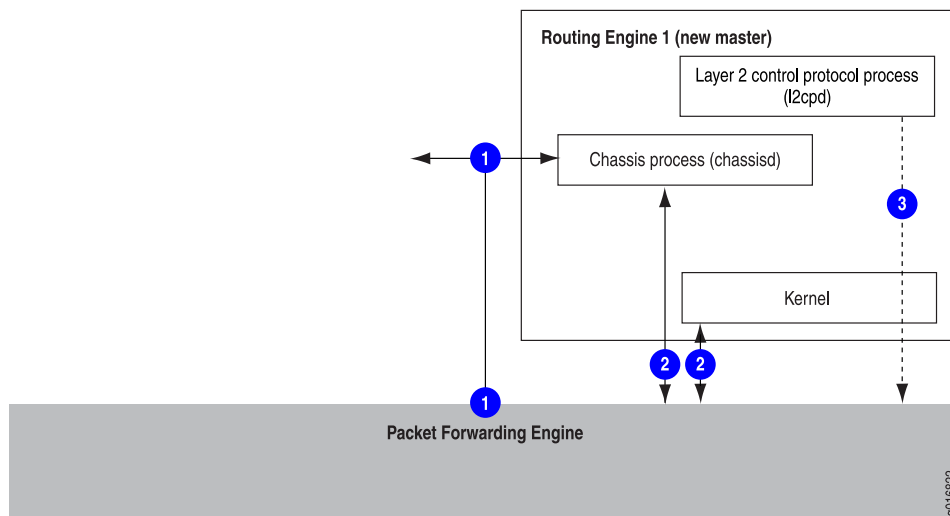 Routing Engine 1 (new master)
Layer 2 control protocol process
(l2cpd)
1
Chassis process (chassisd)
3
Kernel
2
2
1
Packet Forwarding Engine